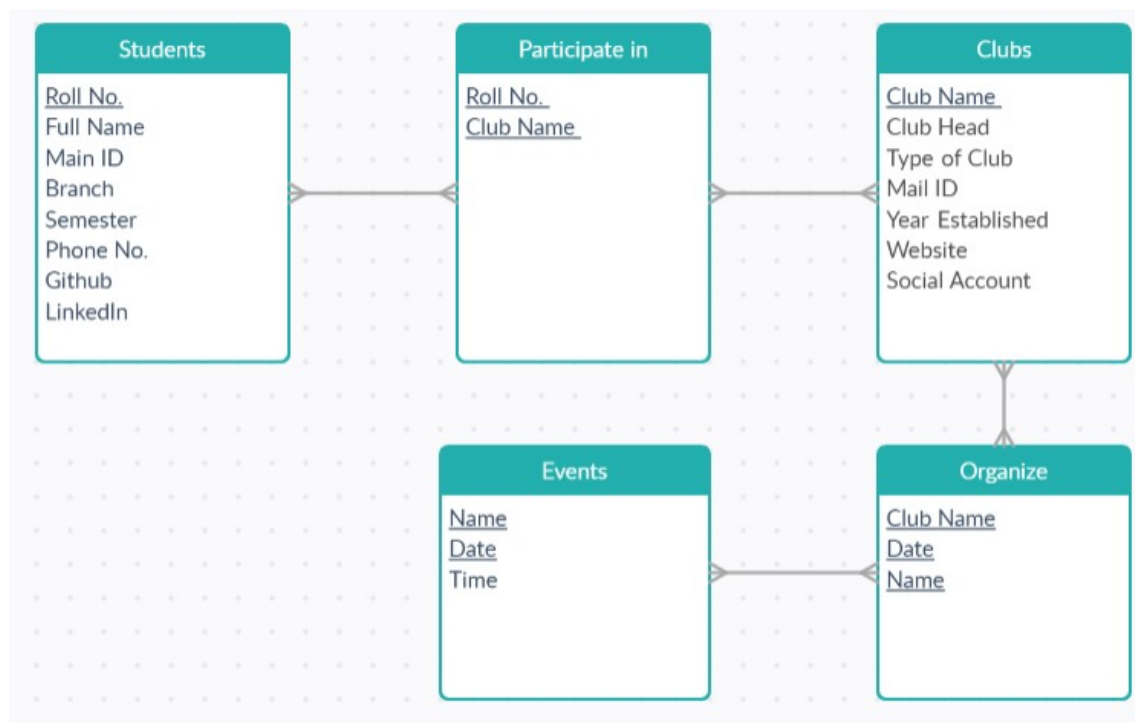 Students
Roll No.
Full Name
Main ID
Branch
Semester
Phone No.
Github
LinkedIn
Participate in
Roll No.
Club Name
Clubs
Club Name
Club Head
Type of Club
Mail ID
Year Established
Website
Social Account
Events
Name
Date
Time
Organize
Club Name
Date
Name